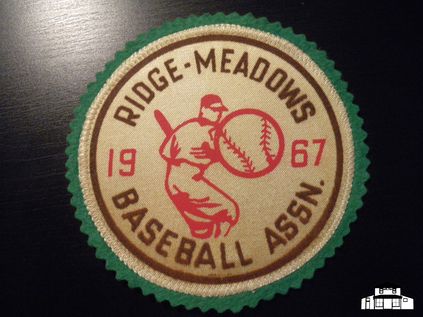 RIDGE-MEADOWS
19 67
BASEBALL ASSN.